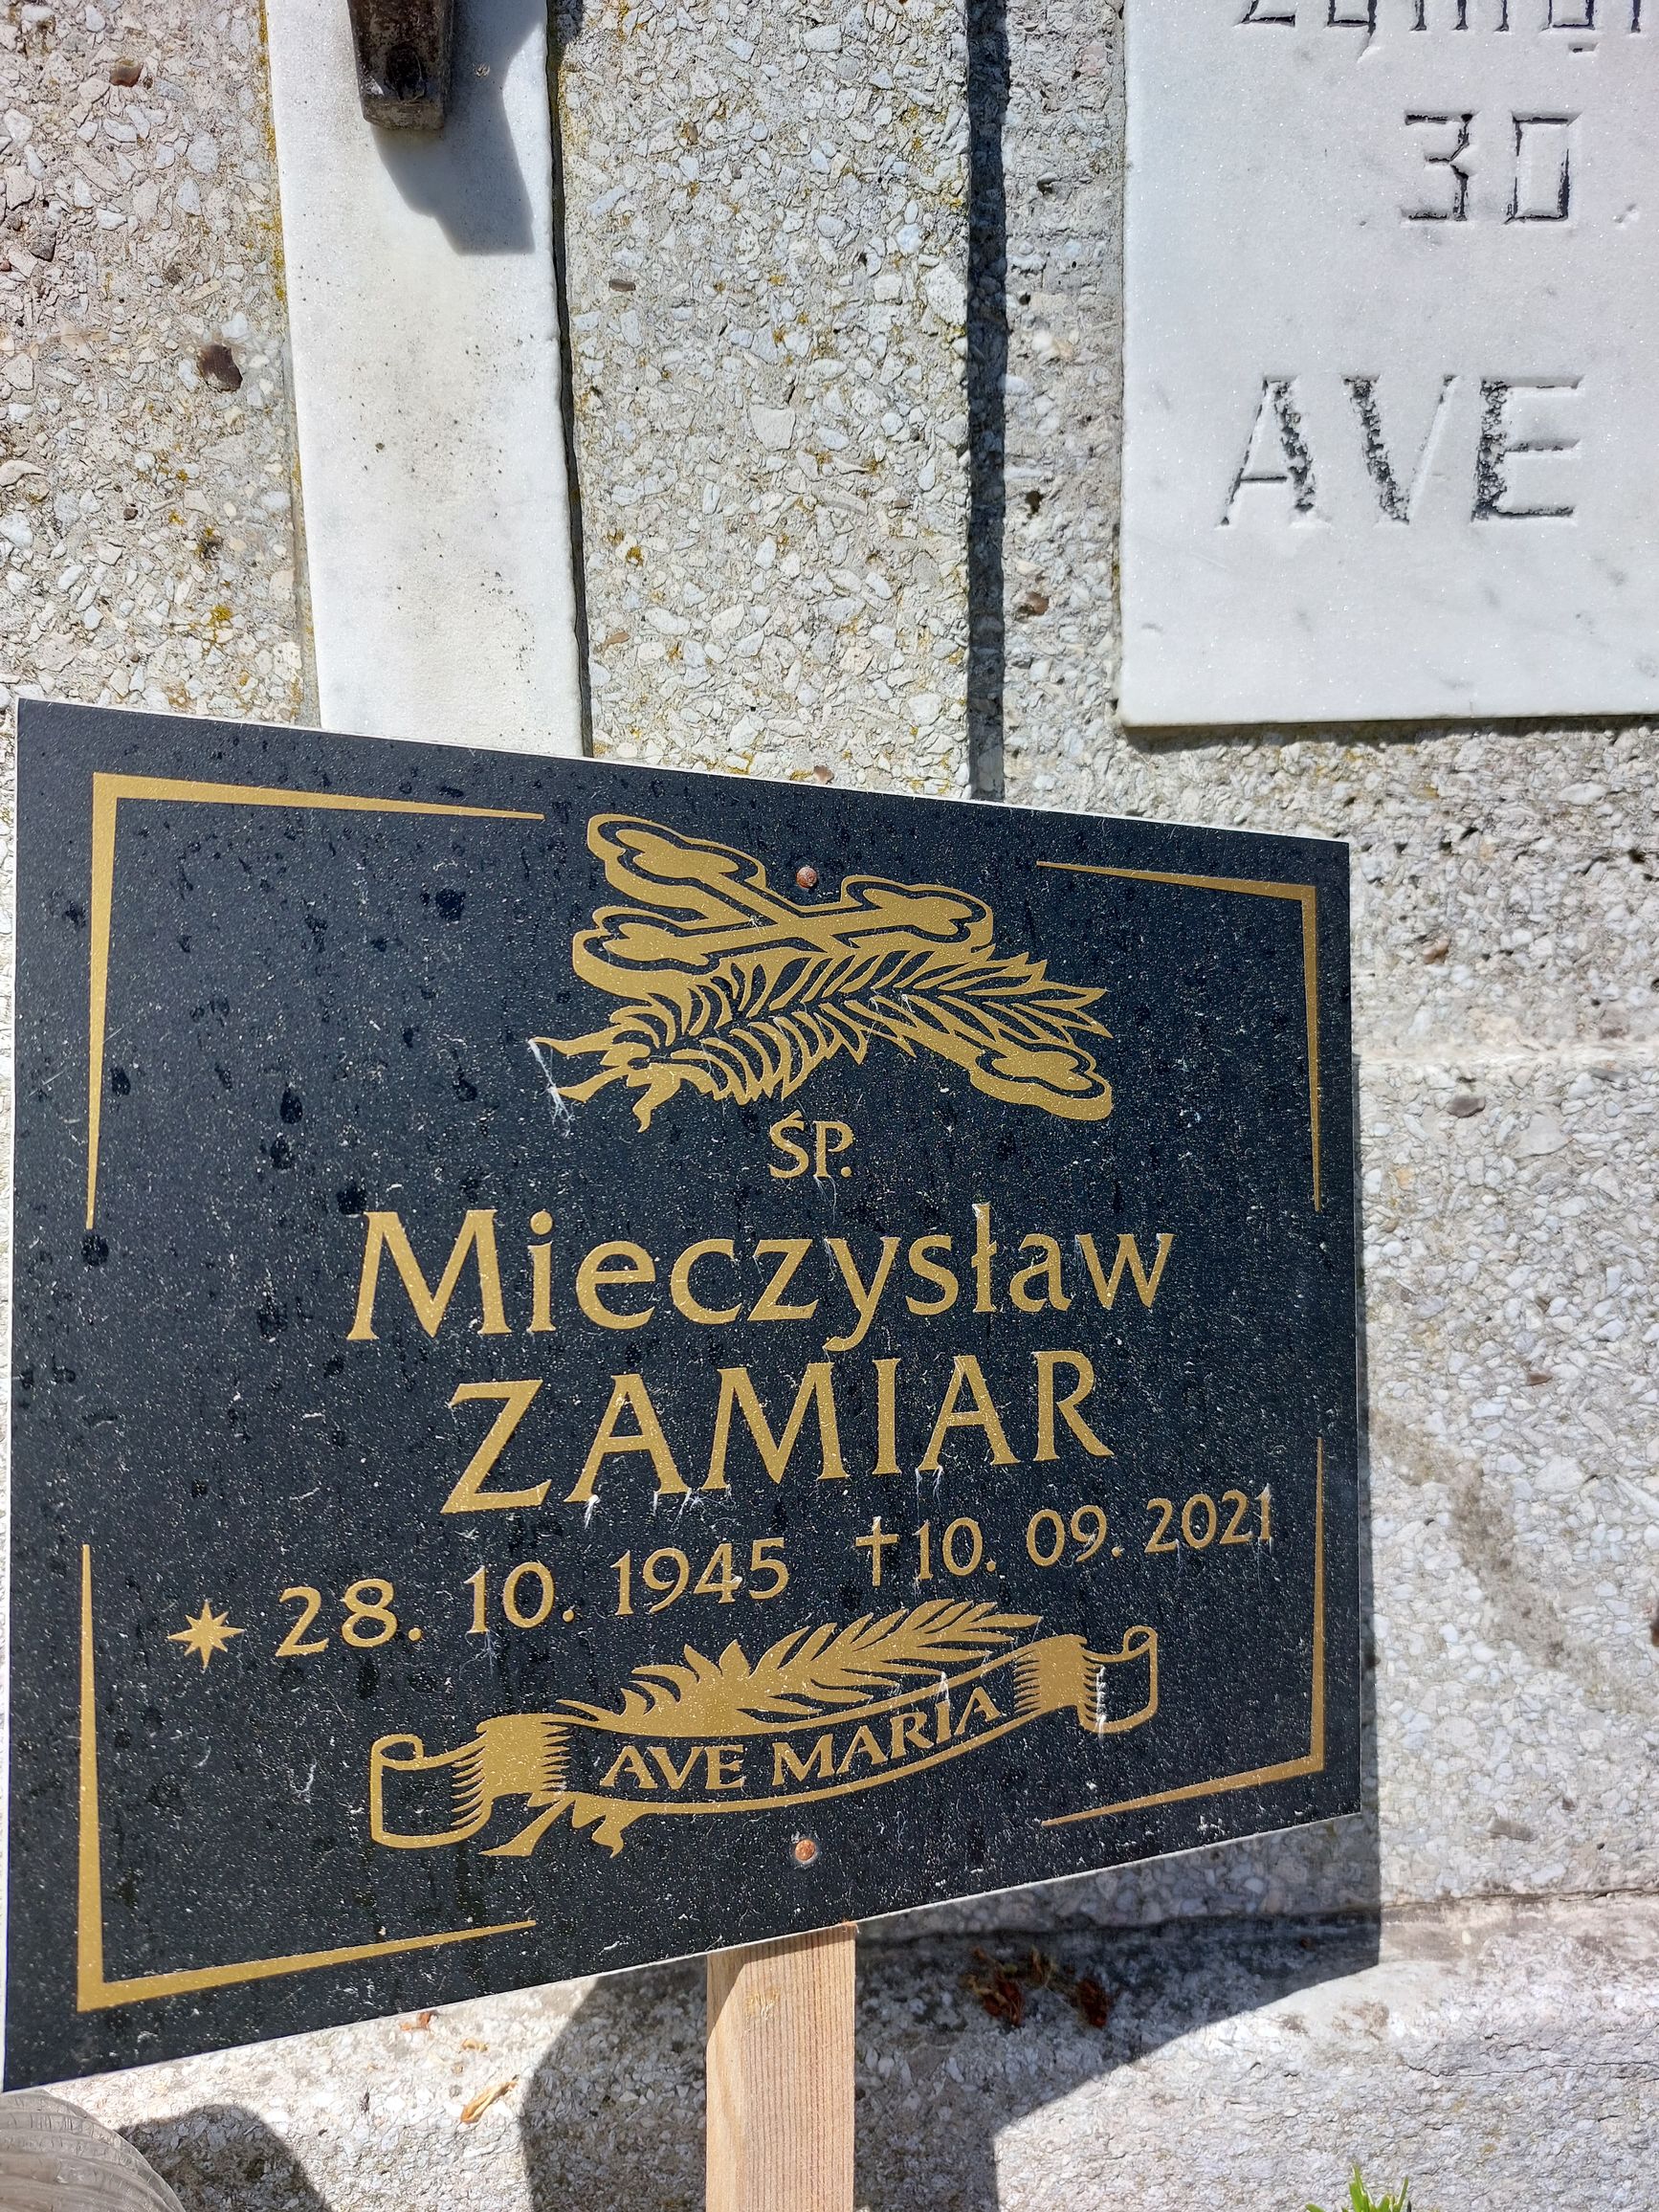 30.
AVE
ŚP.
Mieczysław
ZAMIAR
28. 10. 1945 †10. 09. 2021
AVE MARIA